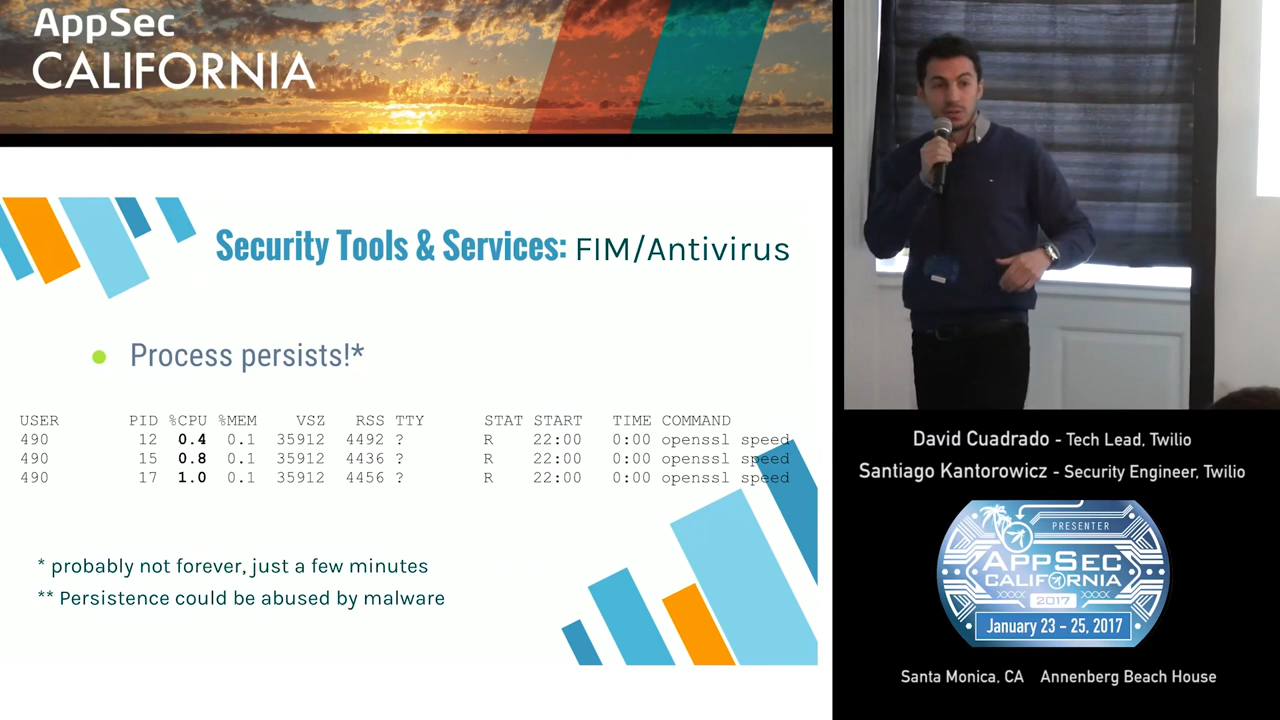 AppSec
CALIFORNIA
Security Tools & Services: FIM/Antivirus
Process persists!*
USER PID %CPU %MEM VSZ RSS TTY STAT START TIME COMMAND
490 12 0.4 0.1 35912 4492 ? R 22:00 0:00 openssl speed
490 15 0.8 0.1 35912 4436 ? R 22:00 0:00 openssl speed
490 17 1.0 0.1 35912 4456 ? R 22:00 0:00 openssl speed
* probably not forever, just a few minutes
** Persistence could be abused by malware
David Cuadrado - Tech Lead, Twilio
Santiago Kantorowicz - Security Engineer, Twilio
PRESENTER
APPSEC
CALIFORNIA
2017
January 23 - 25, 2017
Santa Monica, CA Annenberg Beach House